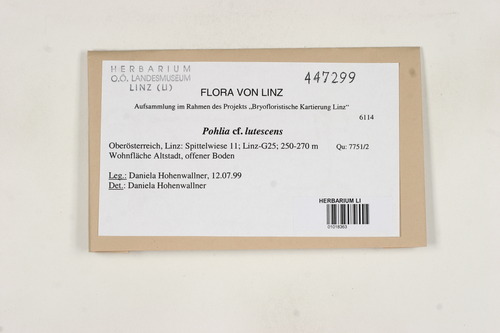 HERBARIUM
O.Ö. LANDESMUSEUM
LINZ (LI)
447299
FLORA VON LINZ
Aufsammlung im Rahmen des Projekts „Bryofloristische Kartierung Linz“
6114
Pohlia cf. lutescens
Oberösterreich, Linz: Spittelwiese 11; Linz-G25; 250-270 m Qu: 7751/2
Wohnfläche Altstadt, offener Boden
Leg.: Daniela Hohenwallner, 12.07.99
Det.: Daniela Hohenwallner
HERBARIUM LI
01018363